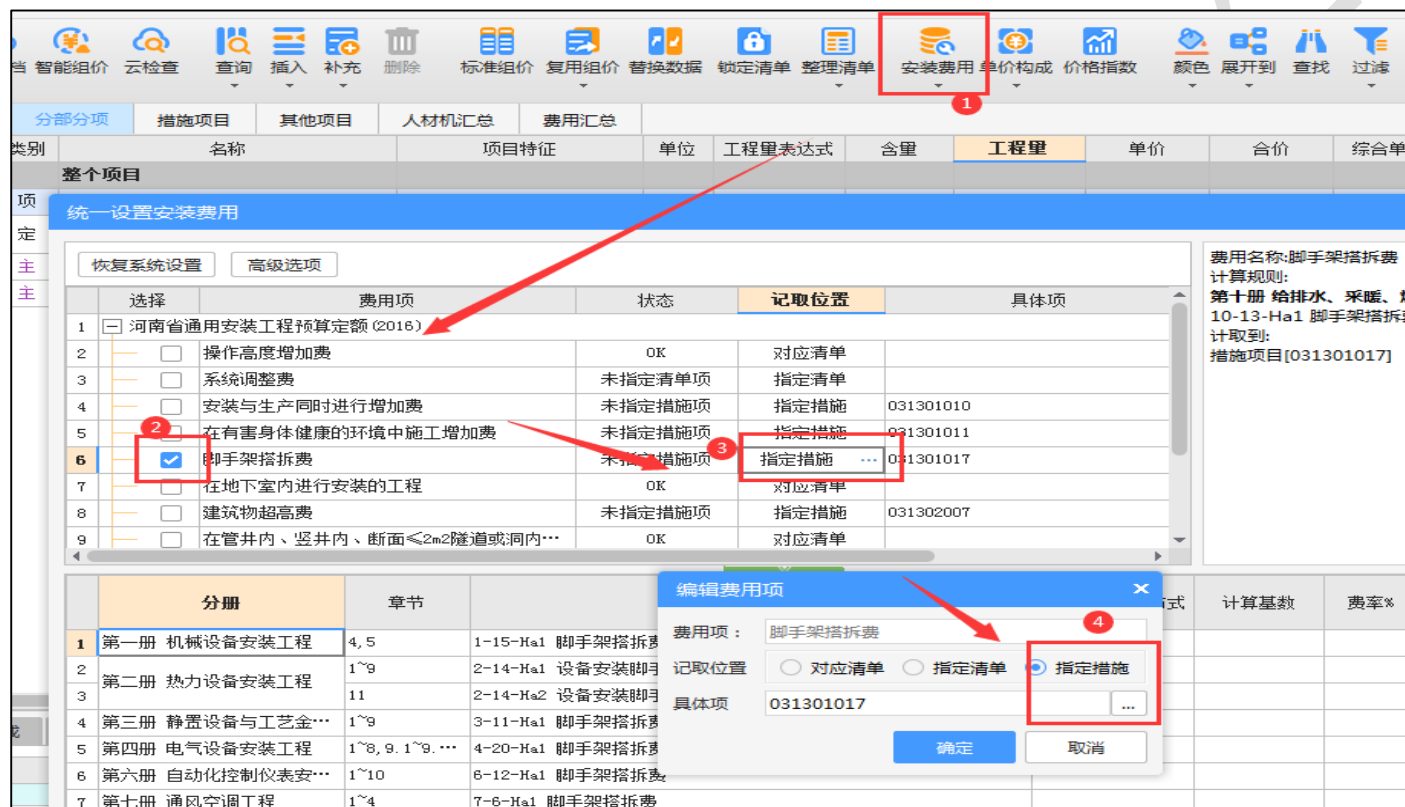 档 智能组价 云检查 查询 插入 补充 删除 标准组价 复用组价 替换数据 锁定清单 整理清单 安装费用 单价构成 价格指数 颜色 展开到 查找 过滤
1
分部分项 措施项目 其他项目 人材机汇总 费用汇总
类别 名称 项目特征 单位 工程量表达式 含量 工程量 单价 合价 综合单
整个项目
项
定
主
主
统一设置安装费用
恢复系统设置 高级选项
选择 费用项 状态 记取位置 具体项
1 河南省通用安装工程预算定额(2016)
2 操作高度增加费 OK 对应清单
3 系统调整费 未指定清单项 指定清单
4 安装与生产同时进行增加费 未指定措施项 指定措施 031301010
5 在有害身体健康的环境中施工增加费 未指定措施项 指定措施 031301011
2
3
6 脚手架搭拆费 未指定措施项 指定措施 ··· 031301017
7 在地下室内进行安装的工程 OK 对应清单
8 建筑物超高费 未指定措施项 指定措施 031302007
9 在管井内、竖井内、断面≤2m2隧道或洞内… OK 对应清单
费用名称:脚手架搭拆费
计算规则:
第十册 给排水、采暖、
10-13-Ha1 脚手架搭拆
计取到:
措施项目[031301017]
分册 章节 计算基数 费率%
1 第一册 机械设备安装工程 4,5 1-15-Ha1 脚手架搭拆费
2 第二册 热力设备安装工程 1~9 2-14-Ha1 设备安装脚手
3 11 2-14-Ha2 设备安装脚手
4 第三册 静置设备与工艺金… 1~9 3-11-Ha1 脚手架搭拆费
5 第四册 电气设备安装工程 1~8,9.1~9.… 4-20-Ha1 脚手架搭拆费
6 第六册 自动化控制仪表安… 1~10 6-12-Ha1 脚手架搭拆费
7 第七册 通风空调工程 1~4 7-6-Ha1 脚手架搭拆费
编辑费用项 ×
4
费用项： 脚手架搭拆费
记取位置 对应清单 指定清单 指定措施
具体项 031301017 ...
确定 取消